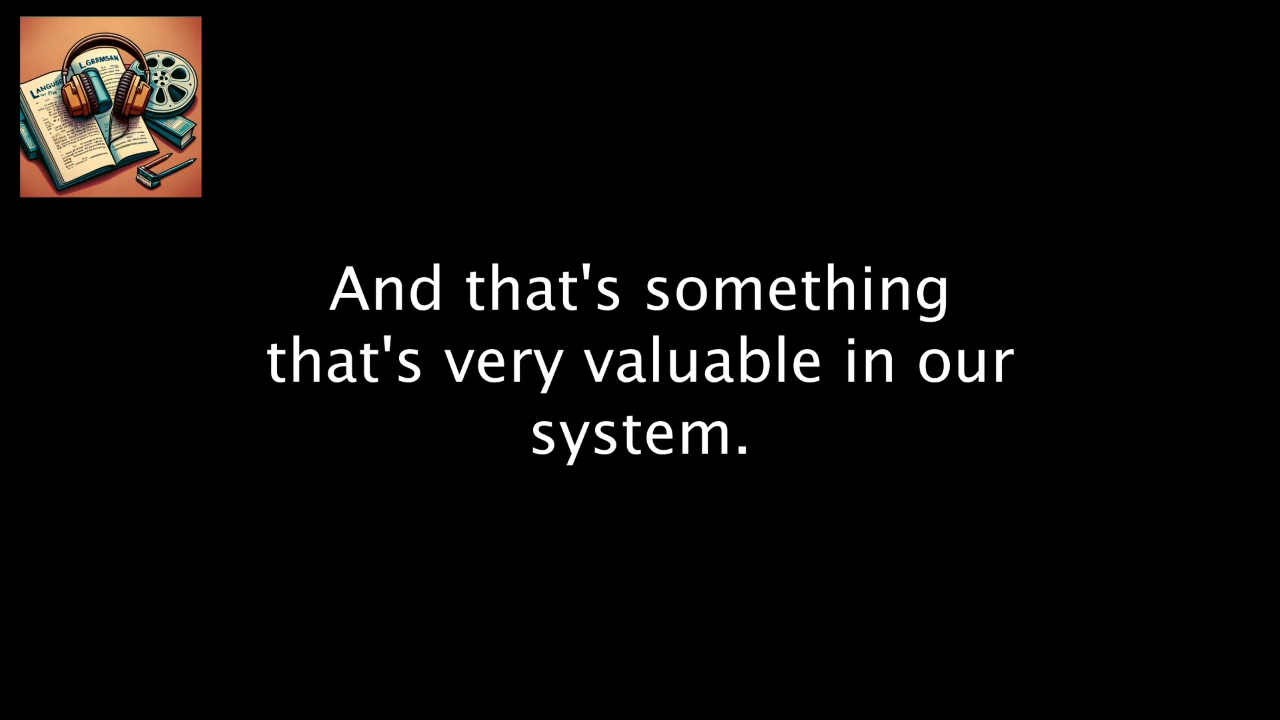 And that's something
that's very valuable in our
system.